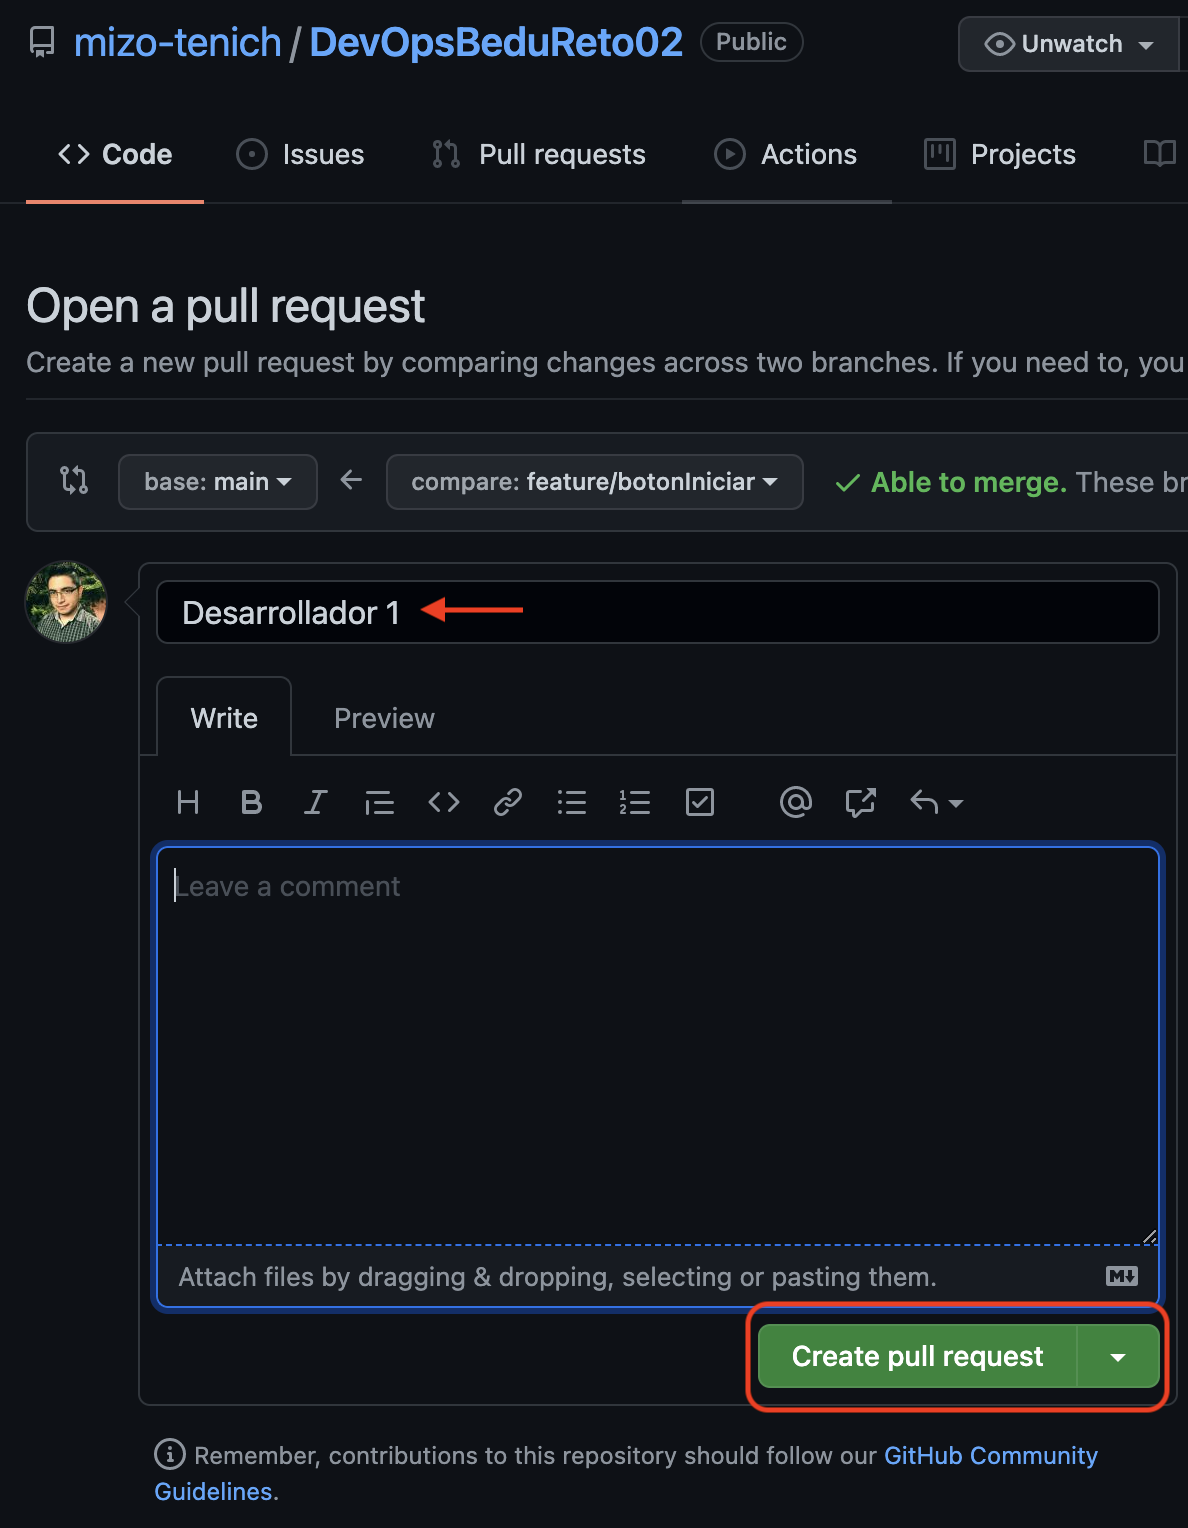 mizo-tenich / DevOpsBeduReto02 Public Unwatch
Code Issues Pull requests Actions Projects
Open a pull request
Create a new pull request by comparing changes across two branches. If you need to, you
base: main compare: feature/botonIniciar Able to merge. These br
Desarrollador 1
Write Preview
Leave a comment
Attach files by dragging & dropping, selecting or pasting them.
Create pull request
Remember, contributions to this repository should follow our GitHub Community
Guidelines.